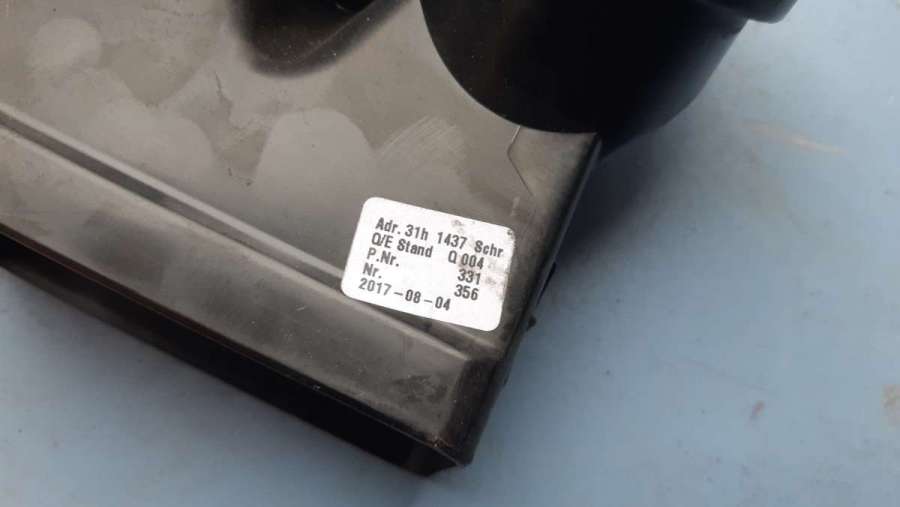 Adr. 31h 1437 Schr
Q/E Stand Q 004
P.Nr. 331
Nr. 356
2017-08-04